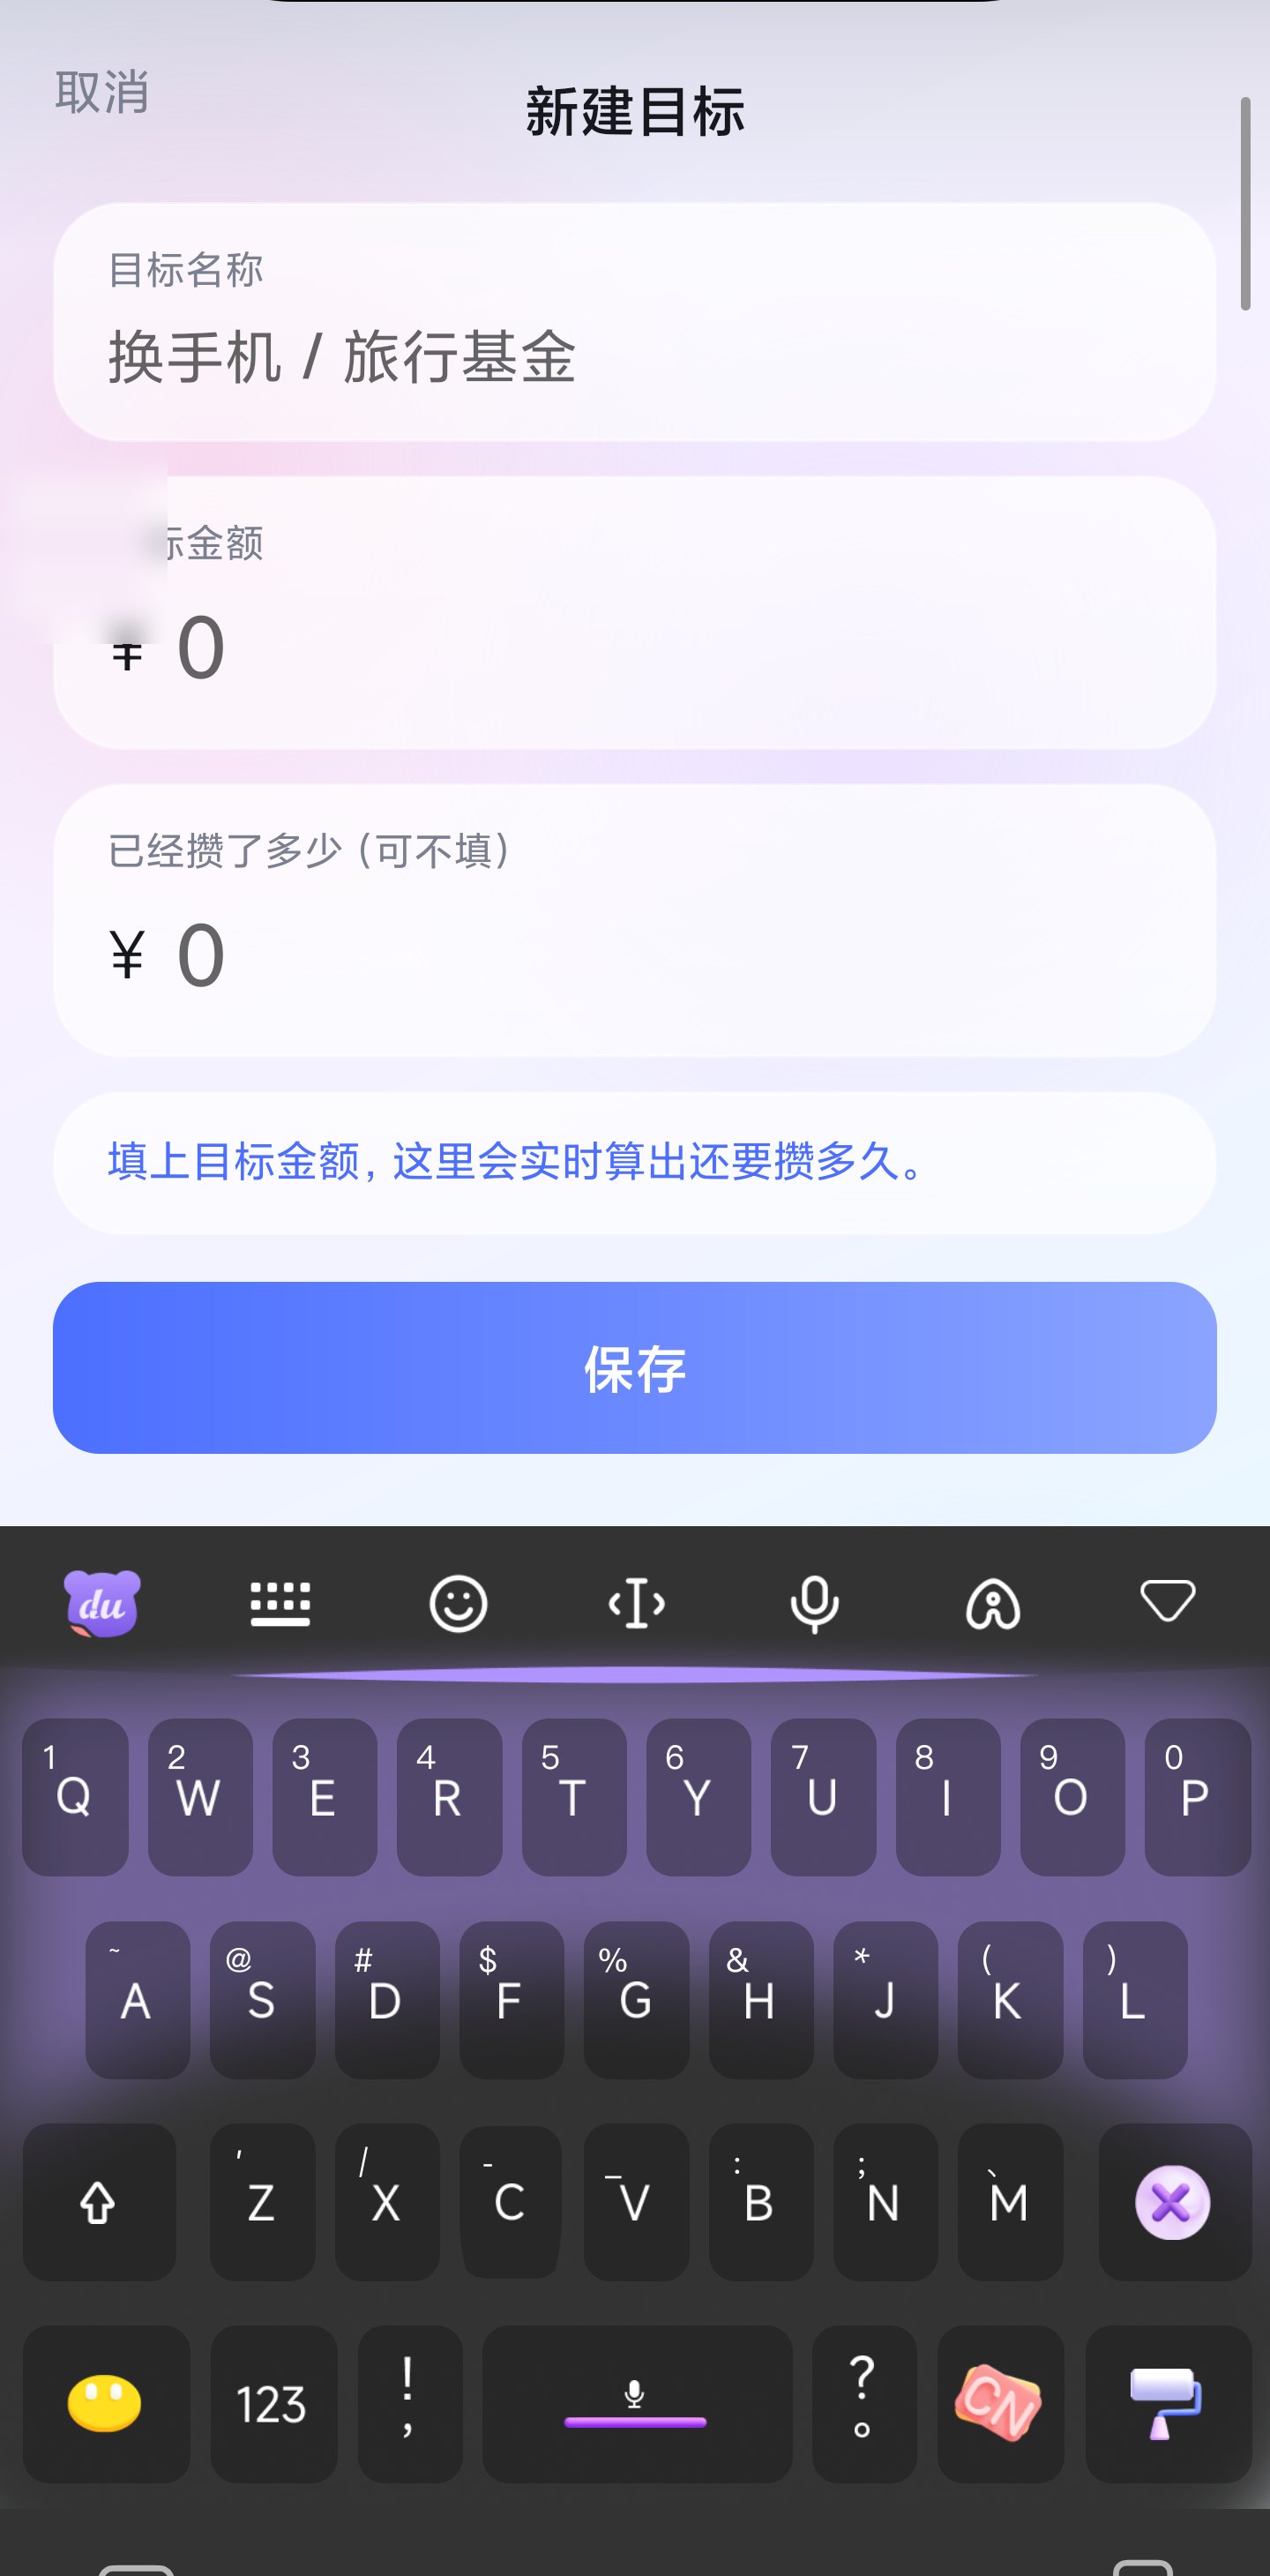 取消
新建目标
目标名称
换手机 / 旅行基金
标金额
¥ 0
已经攒了多少 (可不填)
¥ 0
填上目标金额, 这里会实时算出还要攒多久。
保存
du
1 2 3 4 5 6 7 8 9 0
Q W E R T Y U I O P
~ @ # $ % & * ( )
A S D F G H J K L
' / - _ : ; 、
Z X C V B N M
123 ! , ? 。 CN